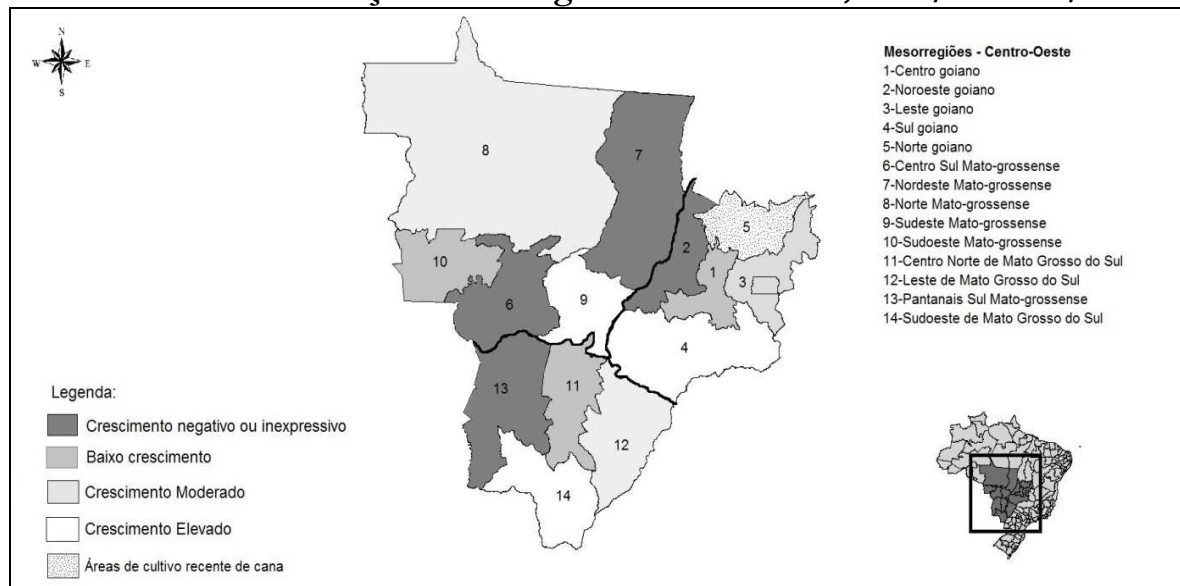 N
W E
S
Mesorregiões - Centro-Oeste
1-Centro goiano
2-Noroeste goiano
3-Leste goiano
4-Sul goiano
5-Norte goiano
6-Centro Sul Mato-grossense
7-Nordeste Mato-grossense
8-Norte Mato-grossense
9-Sudeste Mato-grossense
10-Sudoeste Mato-grossense
11-Centro Norte de Mato Grosso do Sul
12-Leste de Mato Grosso do Sul
13-Pantanais Sul Mato-grossense
14-Sudoeste de Mato Grosso do Sul
8
7
5
2
10
1
3
6
9
4
13
11
12
14
Legenda:
Crescimento negativo ou inexpressivo
Baixo crescimento
Crescimento Moderado
Crescimento Elevado
Áreas de cultivo recente de cana